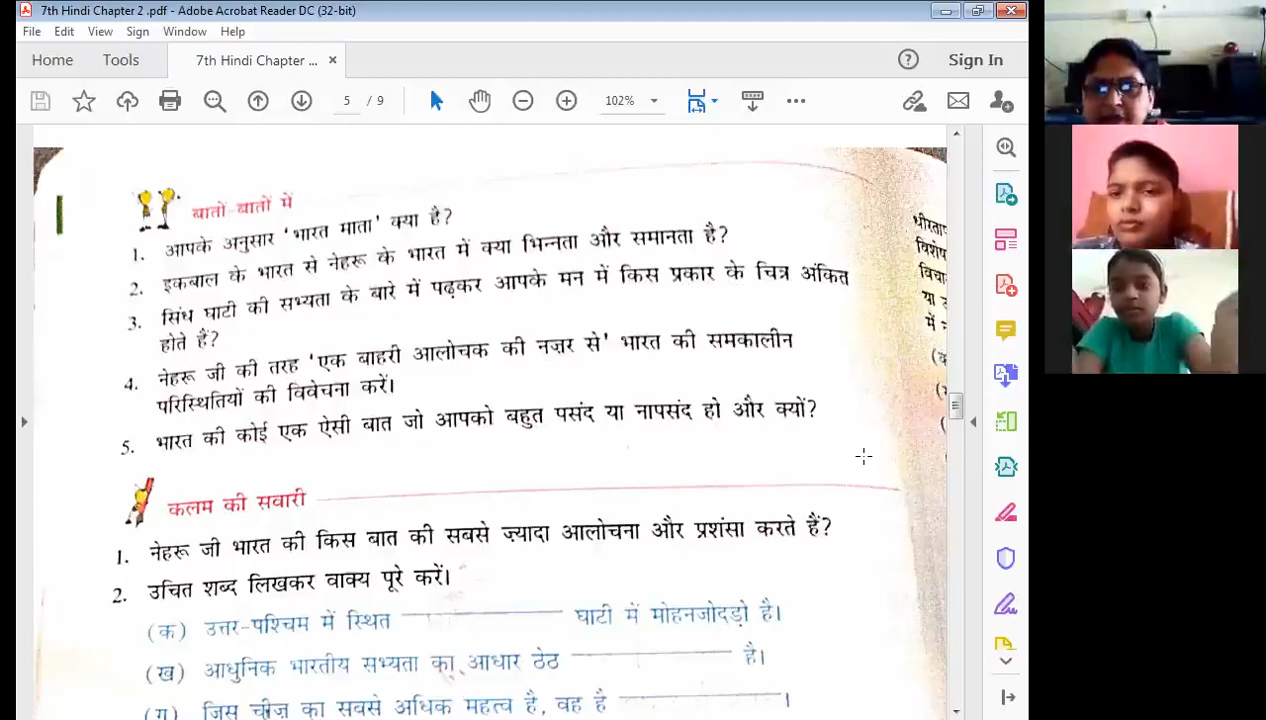 7th Hindi Chapter 2 .pdf - Adobe Acrobat Reader DC (32-bit)
File Edit View Sign Window Help
Home Tools 7th Hindi Chapter ... × ? Sign In
5 / 9 102%
बातों-बातों में
1. आपके अनुसार 'भारत माता' क्या है?
2. इकबाल के भारत से नेहरू के भारत में क्या भिन्नता और समानता है?
3. सिंध घाटी की सभ्यता के बारे में पढ़कर आपके मन में किस प्रकार के चित्र अंकित
होते हैं?
4. नेहरू जी की तरह 'एक बाहरी आलोचक की नज़र से' भारत की समकालीन
परिस्थितियों की विवेचना करें।
5. भारत की कोई एक ऐसी बात जो आपको बहुत पसंद या नापसंद हो और क्यों?
कलम की सवारी
1. नेहरू जी भारत की किस बात की सबसे ज़्यादा आलोचना और प्रशंसा करते हैं?
2. उचित शब्द लिखकर वाक्य पूरे करें।
(क) उत्तर-पश्चिम में स्थित ____________ घाटी में मोहनजोदड़ो है।
(ख) आधुनिक भारतीय सभ्यता का आधार ठेठ ____________ है।
(ग) जिस चीज़ का सबसे अधिक महत्व है, वह है ____________ ।
विशेष
विचा
या
में
(क